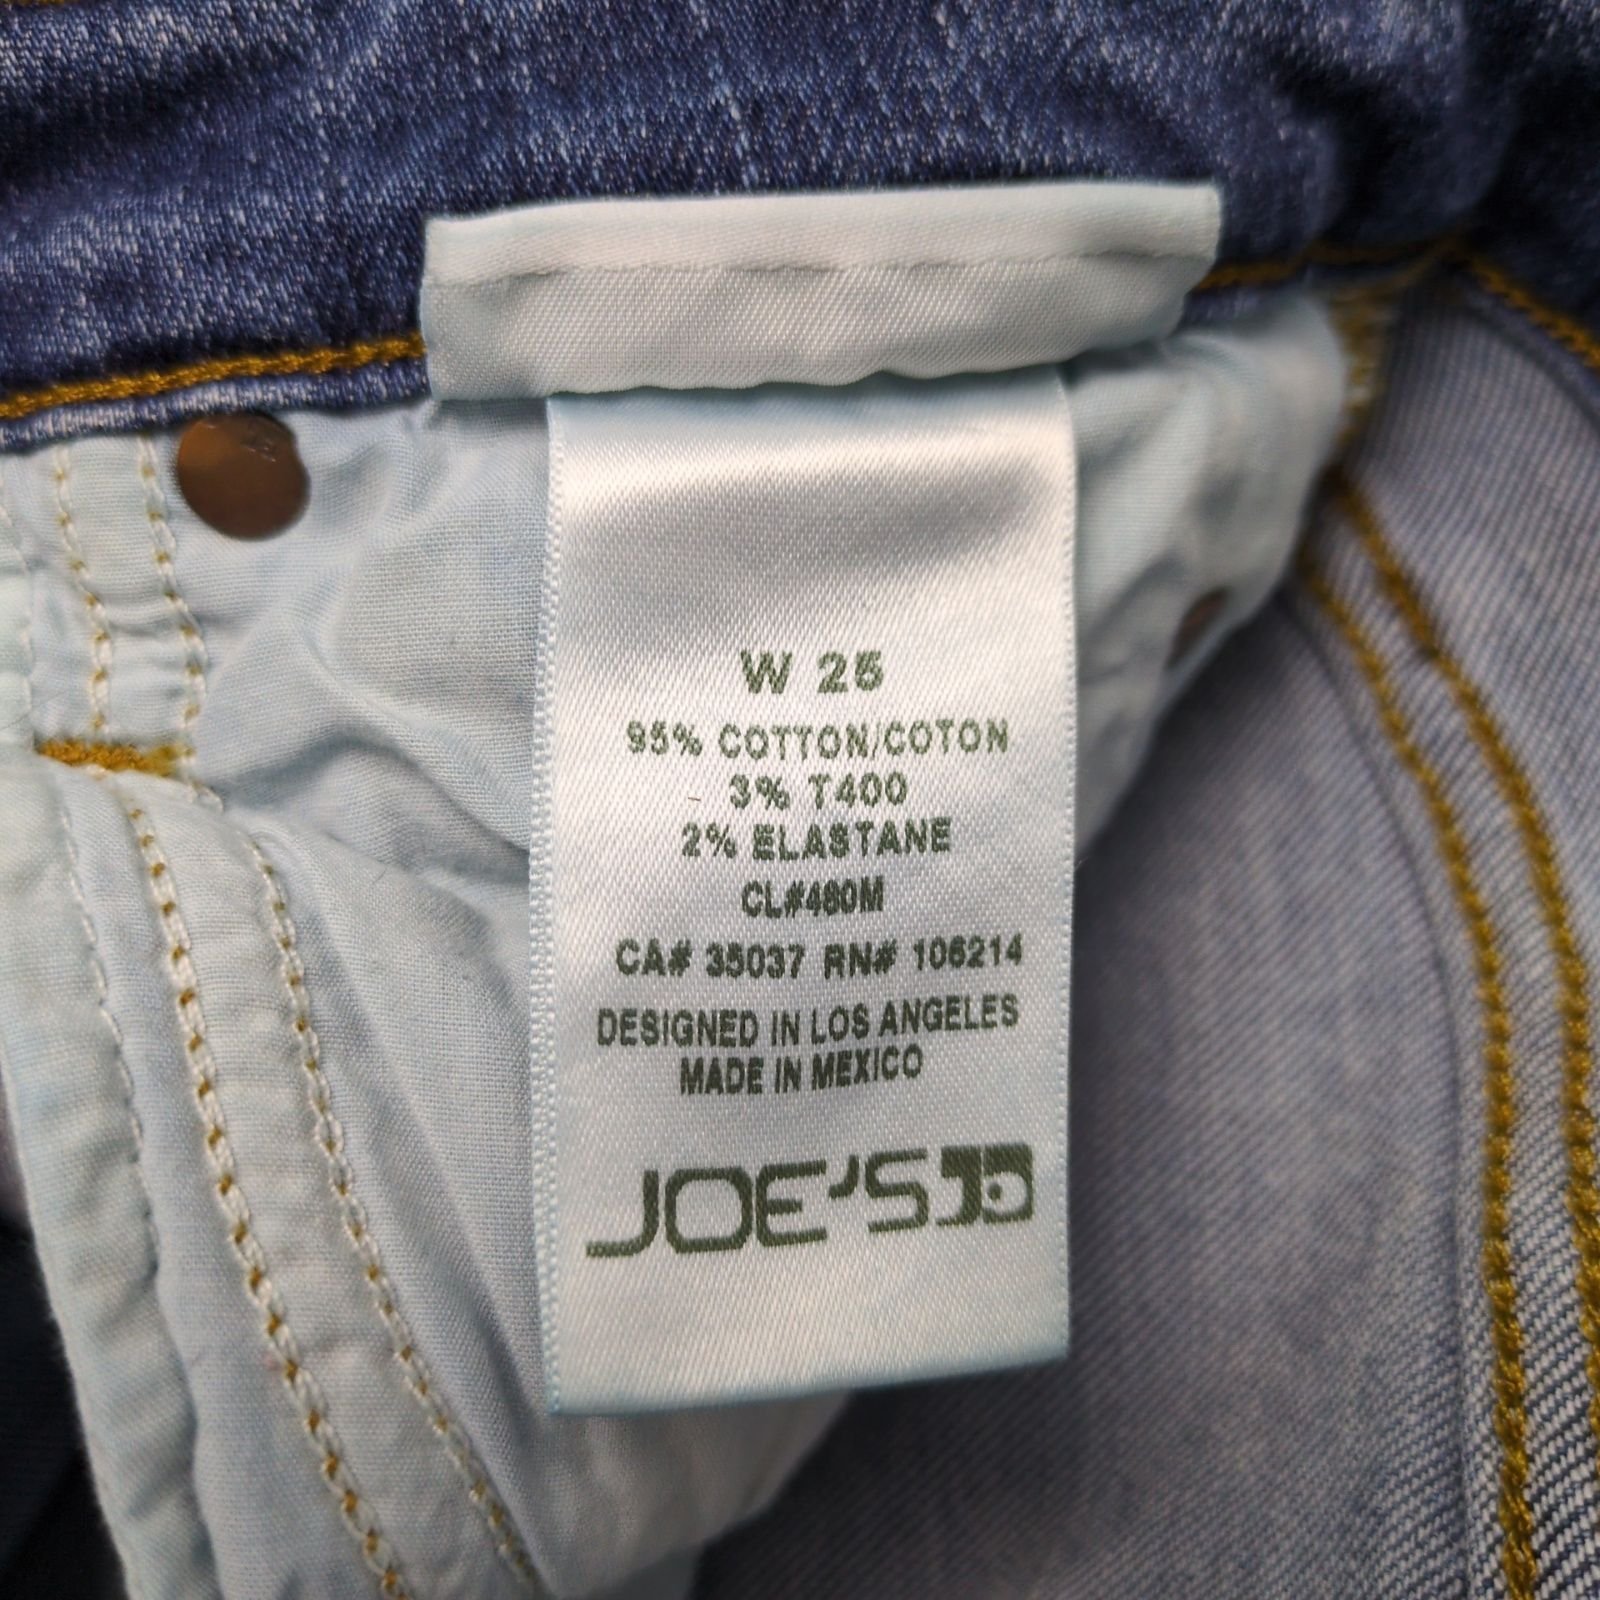 W 25
95% COTTON/COTON
3% T400
2% ELASTANE
CL#480M
CA# 35037 RN# 106214
DESIGNED IN LOS ANGELES
MADE IN MEXICO
JOE'S